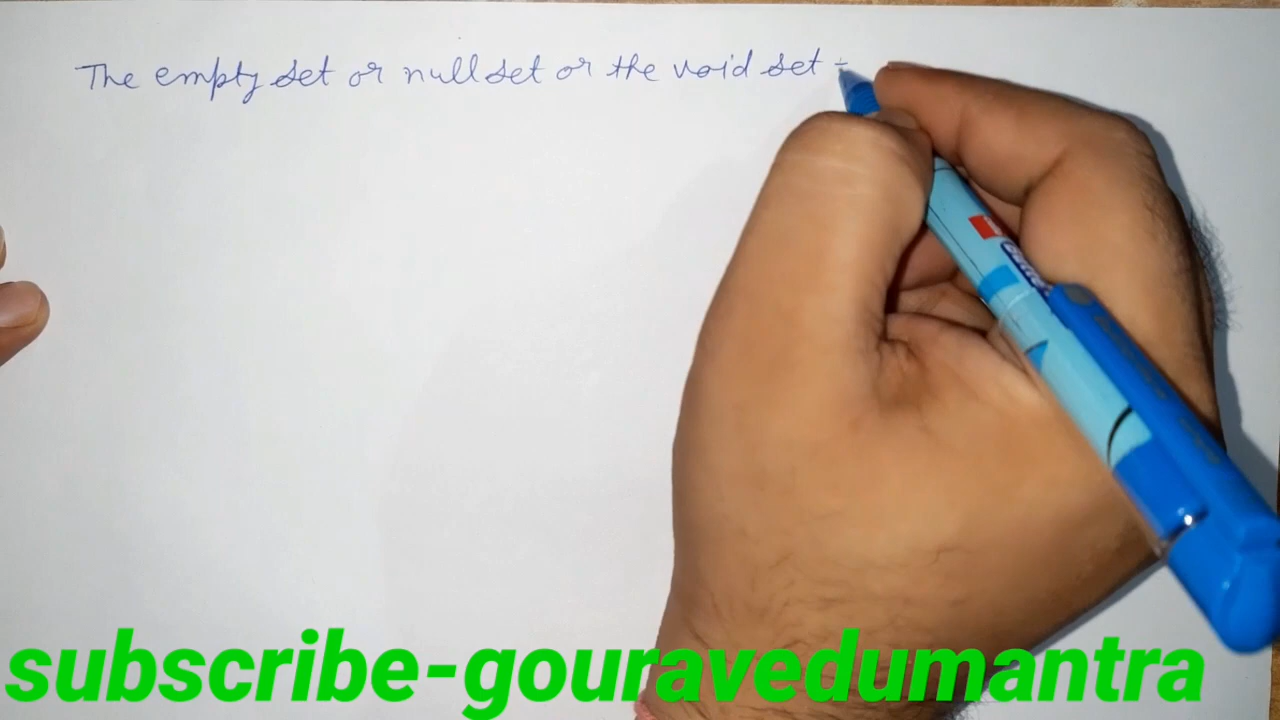 The empty set or null set or the void set :-
subscribe-gouravedumantra